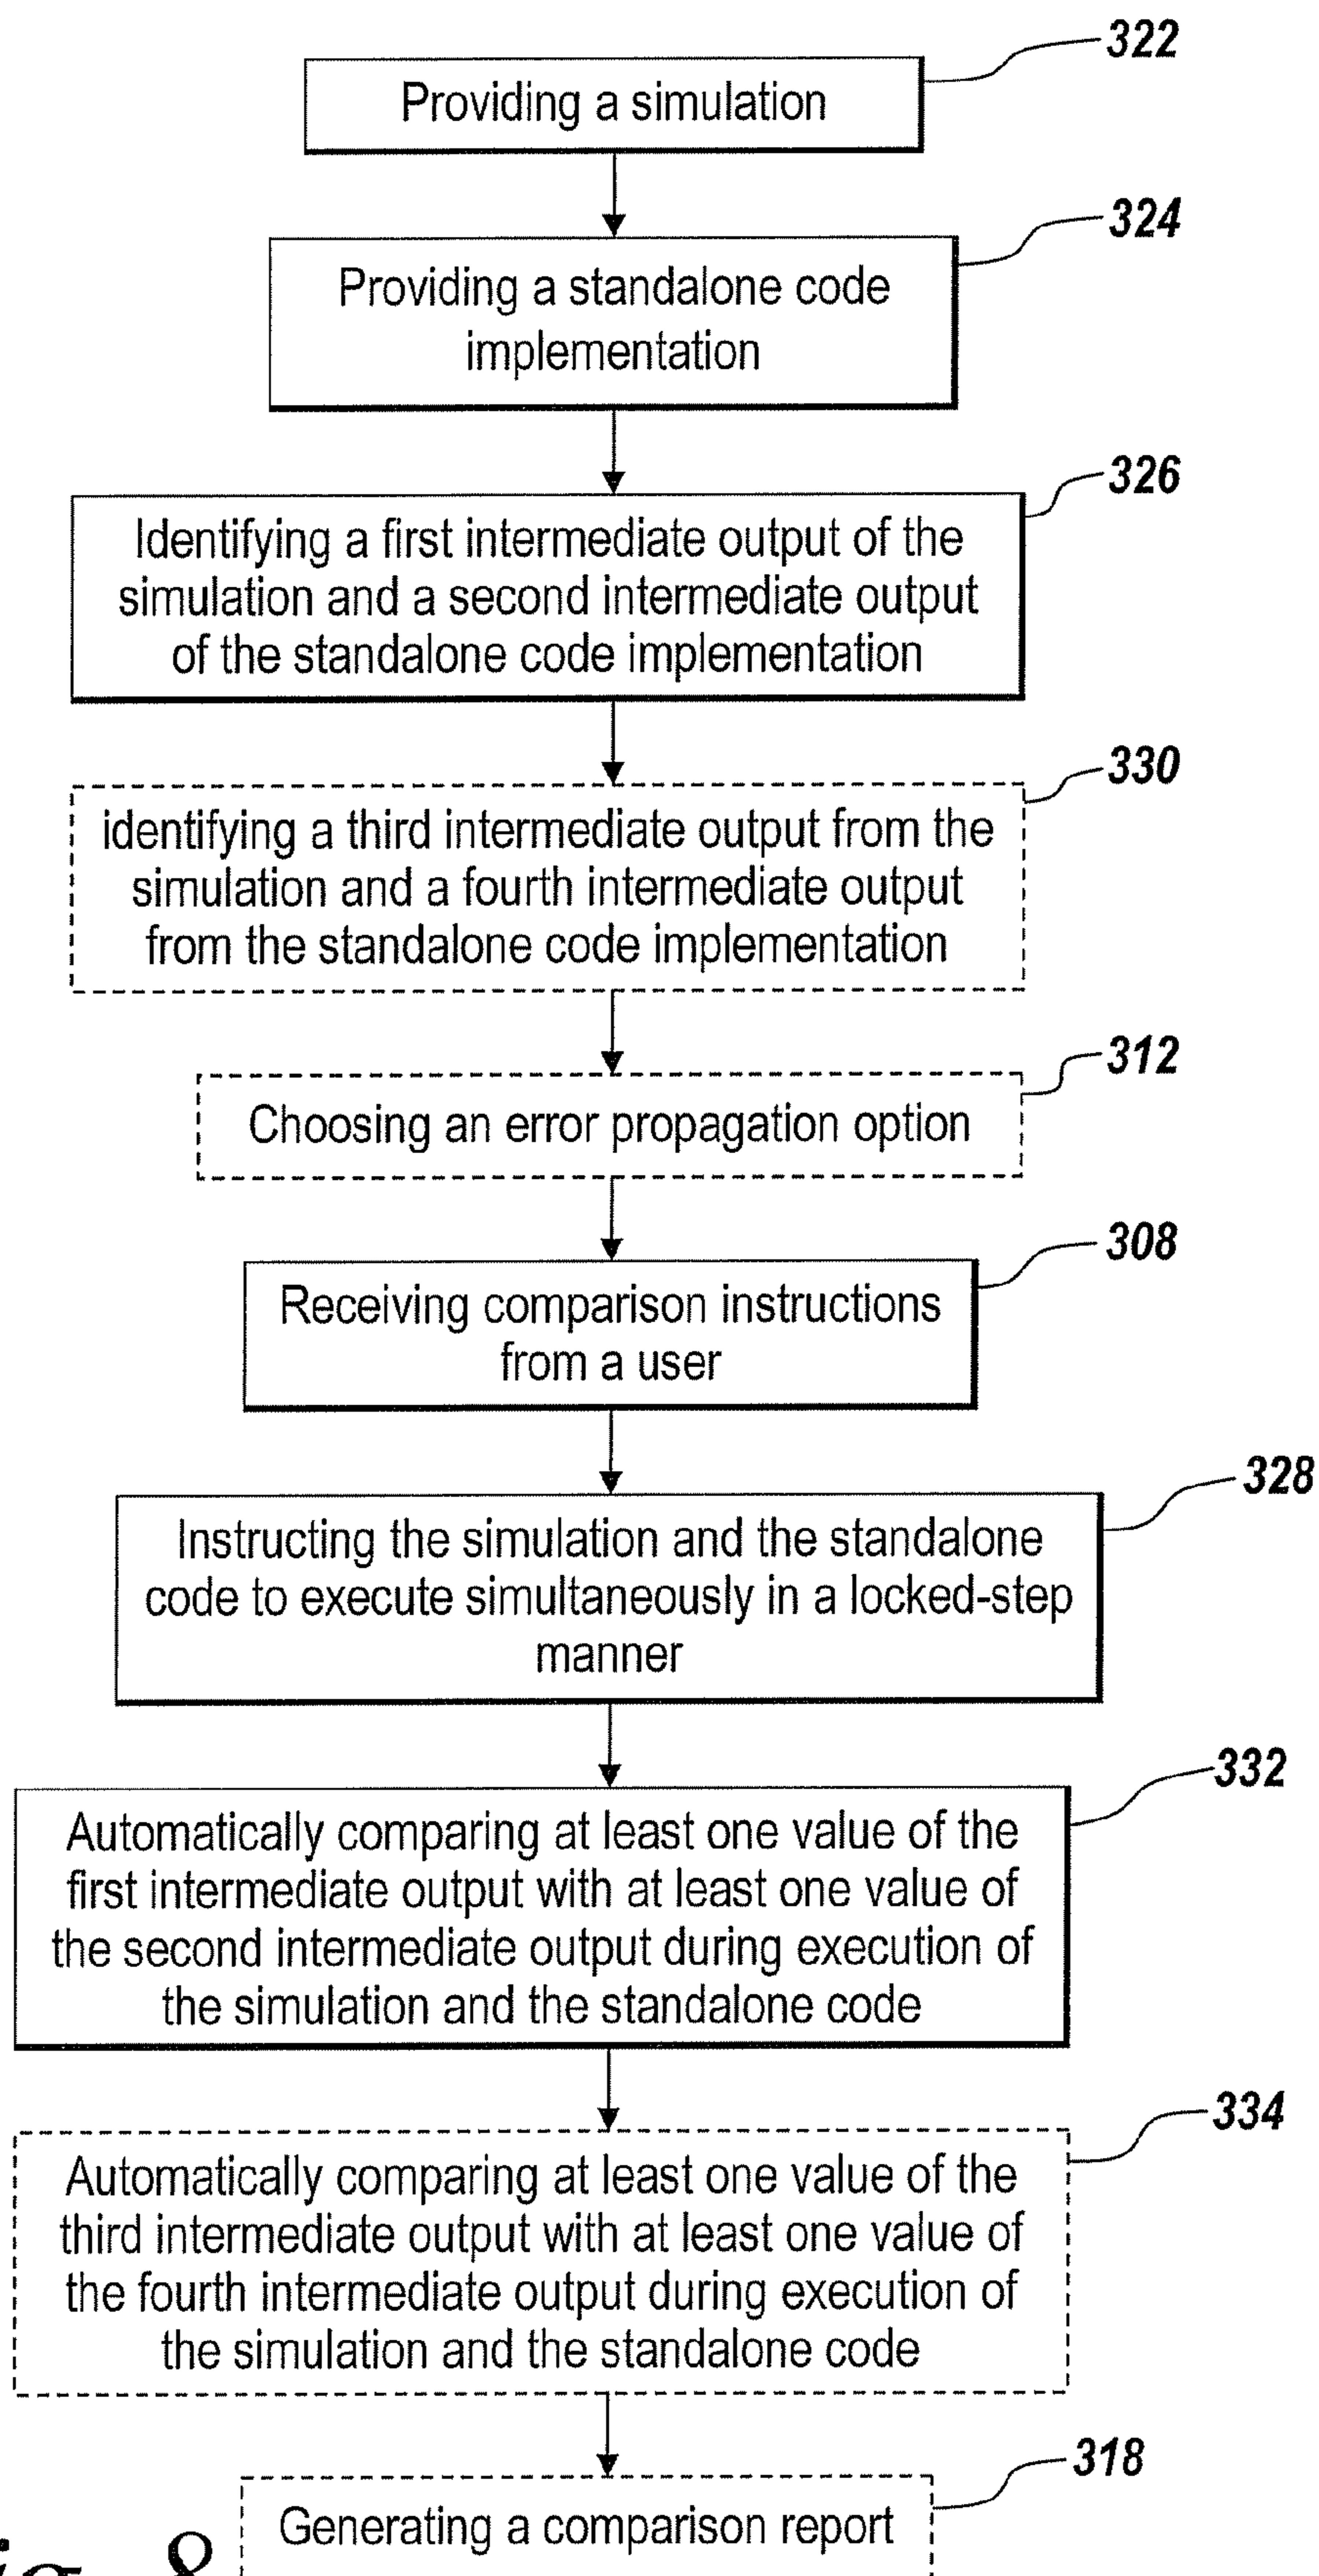 322
Providing a simulation
324
Providing a standalone code
implementation
326
Identifying a first intermediate output of the
simulation and a second intermediate output
of the standalone code implementation
330
identifying a third intermediate output from the
simulation and a fourth intermediate output
from the standalone code implementation
312
Choosing an error propagation option
308
Receiving comparison instructions
from a user
328
Instructing the simulation and the standalone
code to execute simultaneously in a locked-step
manner
332
Automatically comparing at least one value of the
first intermediate output with at least one value of
the second intermediate output during execution of
the simulation and the standalone code
334
Automatically comparing at least one value of the
third intermediate output with at least one value of
the fourth intermediate output during execution of
the simulation and the standalone code
318
Generating a comparison report
8